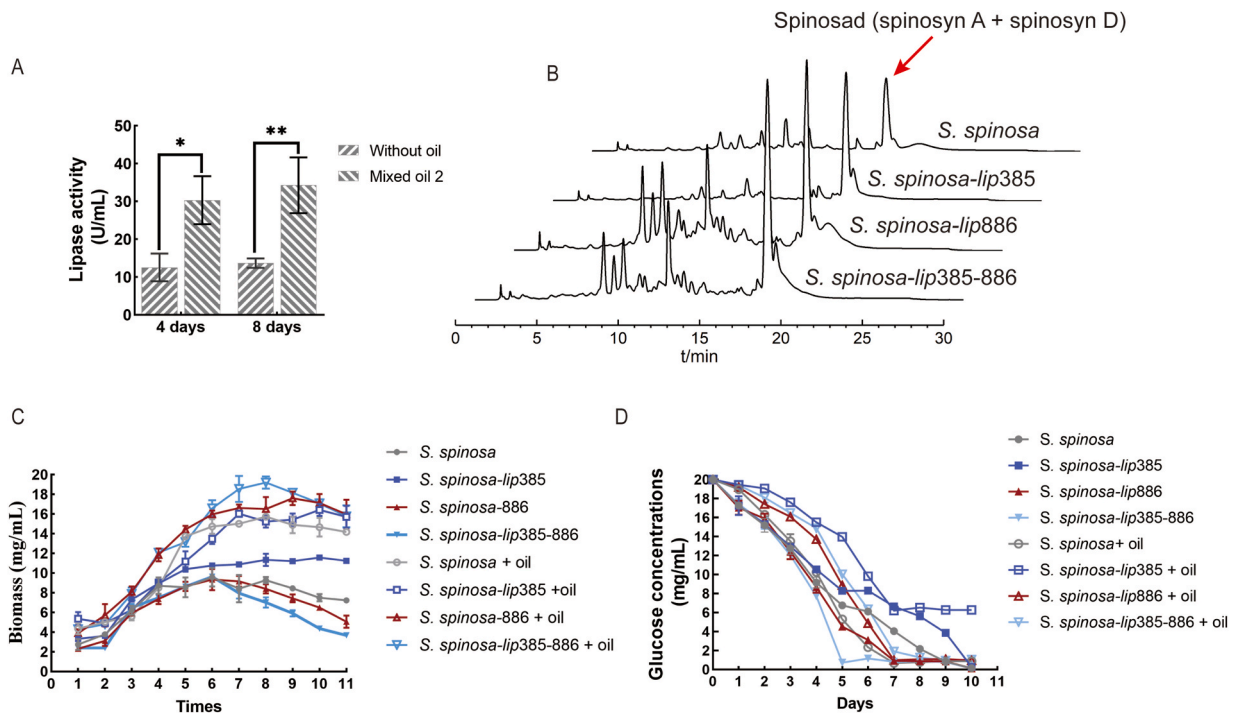 Spinosad (spinosyn A + spinosyn D)
A
B
Lipase activity
(U/mL)
50
40
30
20
10
0
*
**
4 days
8 days
Without oil
Mixed oil 2
S. spinosa
S. spinosa-lip385
S. spinosa-lip886
S. spinosa-lip385-886
0 5 10 15 20 25 30
t/min
C
Biomass (mg/mL)
20
18
16
14
12
10
8
6
4
2
0
0 1 2 3 4 5 6 7 8 9 10 11
Times
S. spinosa
S. spinosa-lip385
S. spinosa-886
S. spinosa-lip385-886
S. spinosa + oil
S. spinosa-lip385 +oil
S. spinosa-886 + oil
S. spinosa-lip385-886 + oil
D
Glucose concentrations
(mg/mL)
20
18
16
14
12
10
8
6
4
2
0
0 1 2 3 4 5 6 7 8 9 10 11
Days
S. spinosa
S. spinosa-lip385
S. spinosa-lip886
S. spinosa-lip385-886
S. spinosa+ oil
S. spinosa-lip385 + oil
S. spinosa-lip886 + oil
S. spinosa-lip385-886 + oil